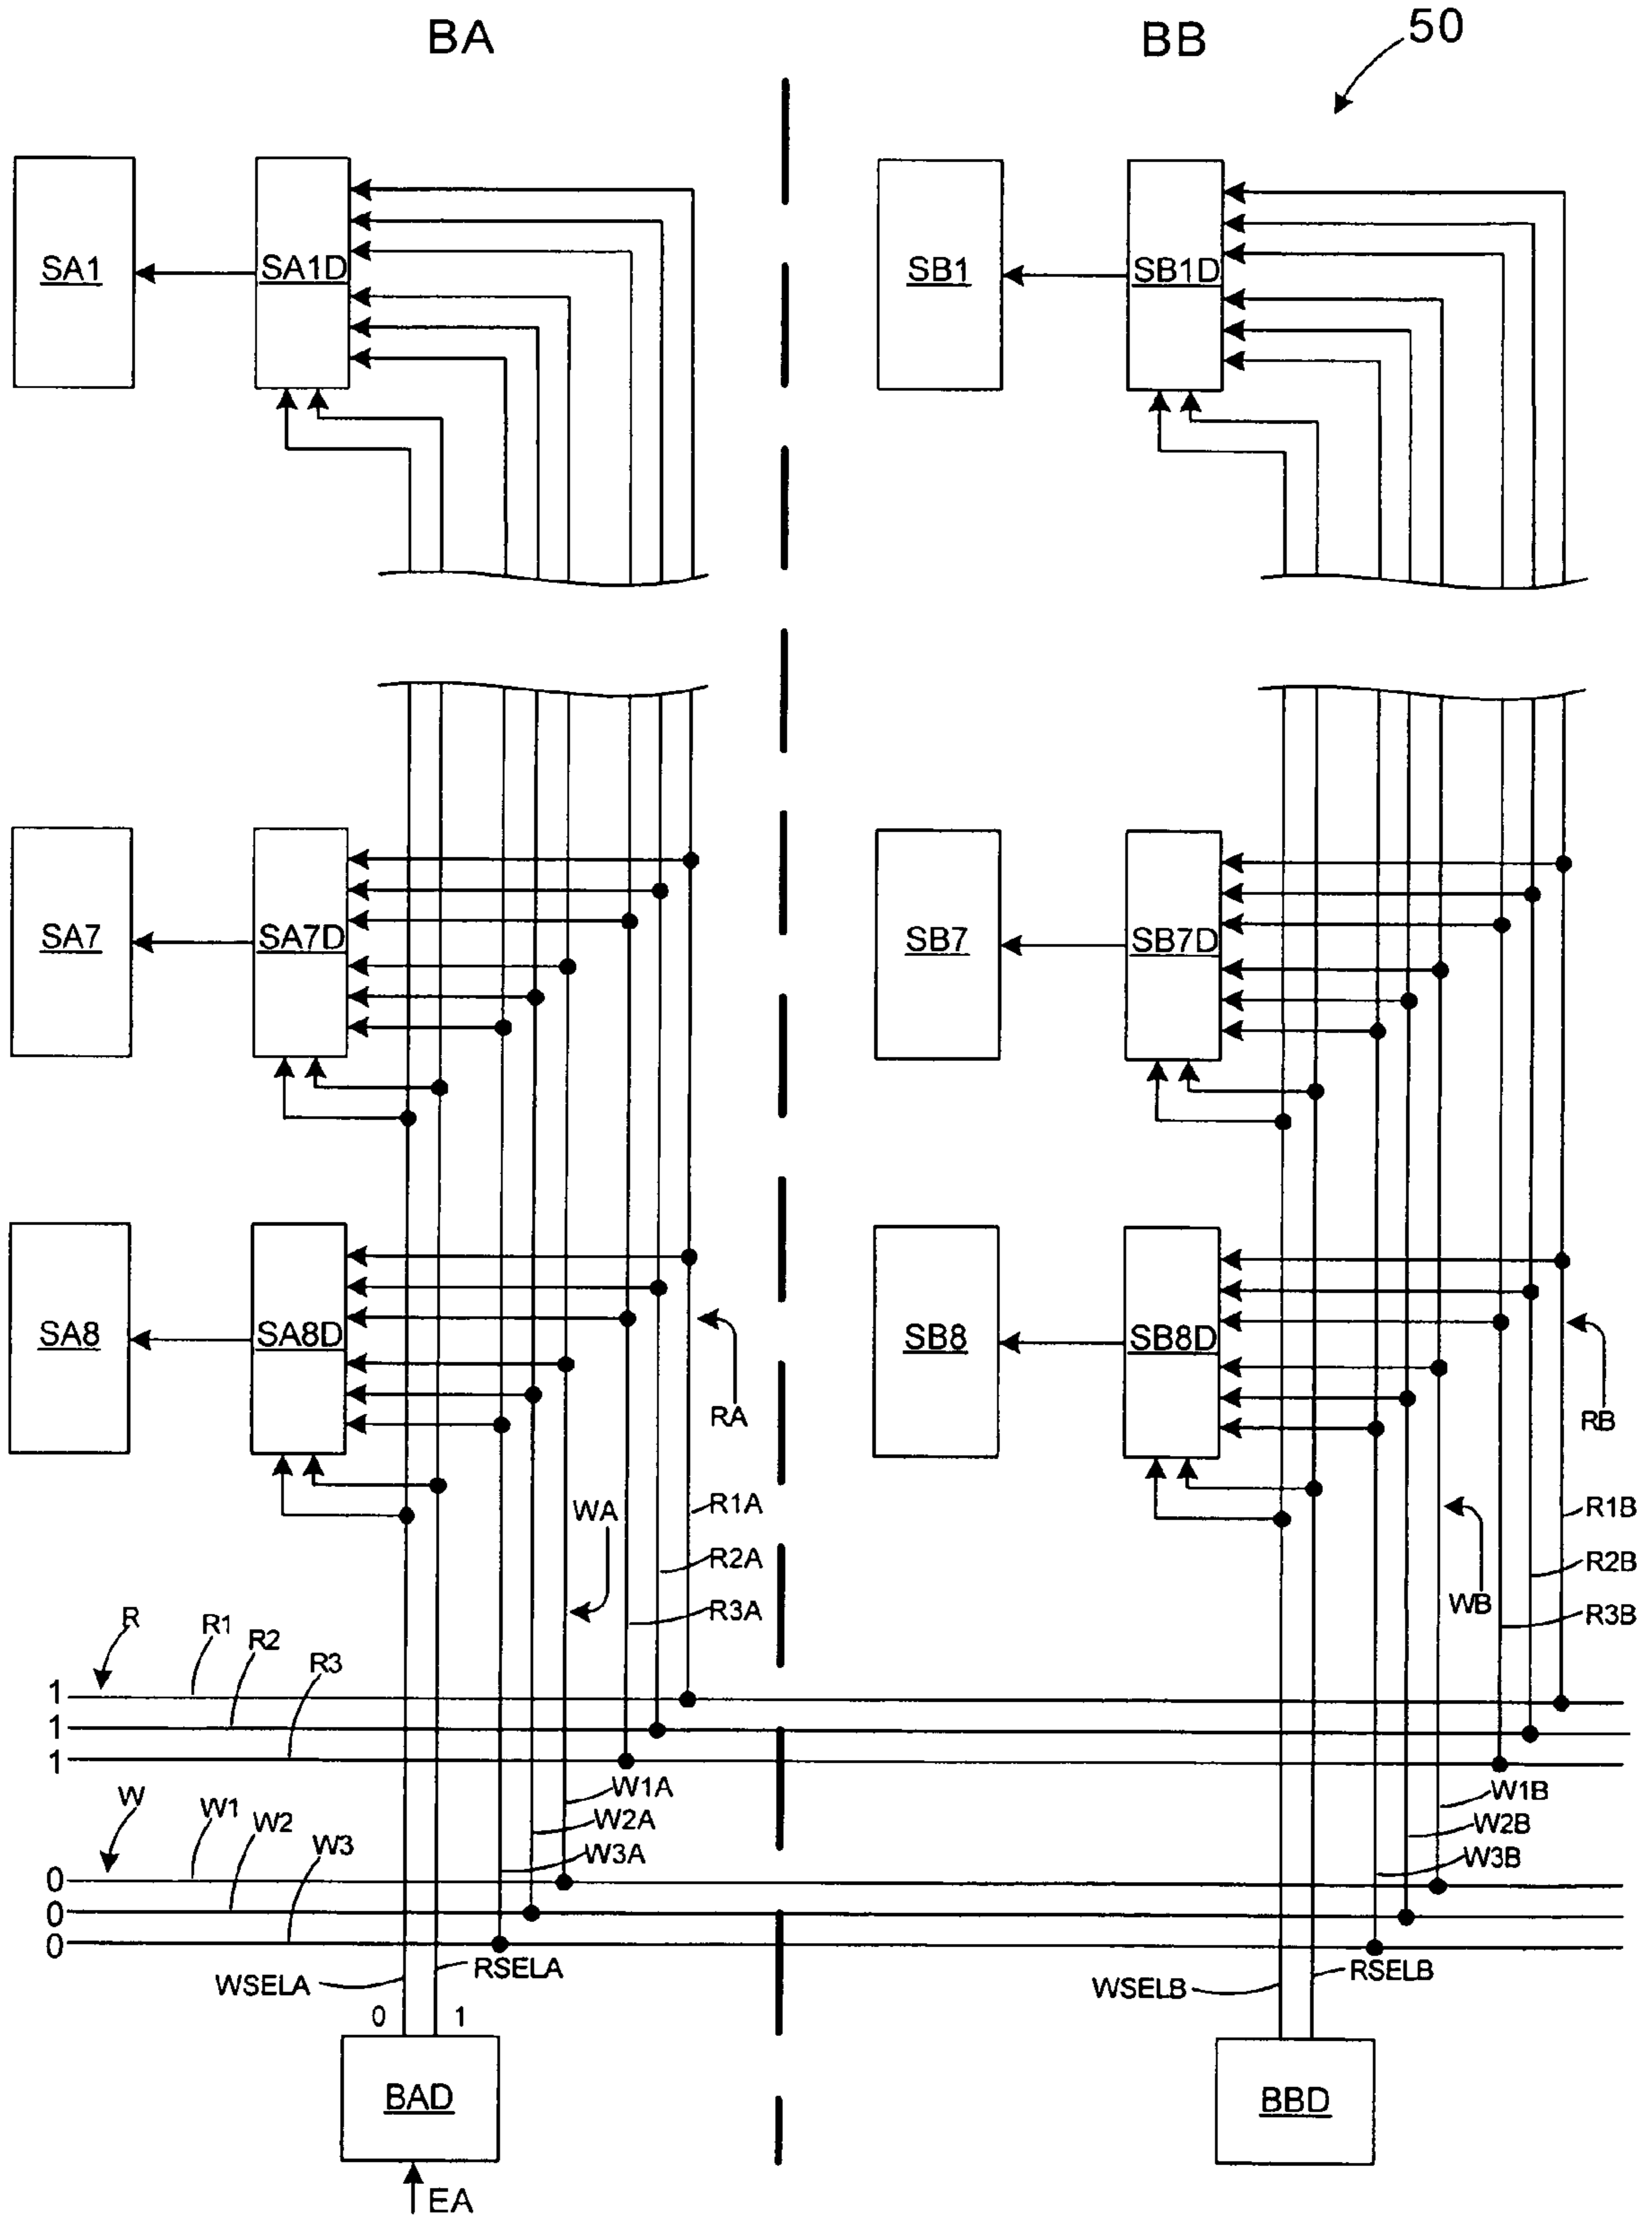 BA
BB
50
SA1
SA1D
SB1
SB1D
SA7
SA7D
SB7
SB7D
SA8
SA8D
SB8
SB8D
RA
RB
WA
R1A
R1B
R2A
R2B
WB
R3A
R3B
R
R1
R2
R3
1
1
1
W1A
W1B
W
W1
W2
W2A
W2B
W3
W3A
W3B
0
0
0
WSELA
RSELA
WSELB
RSELB
0
1
BAD
BBD
EA